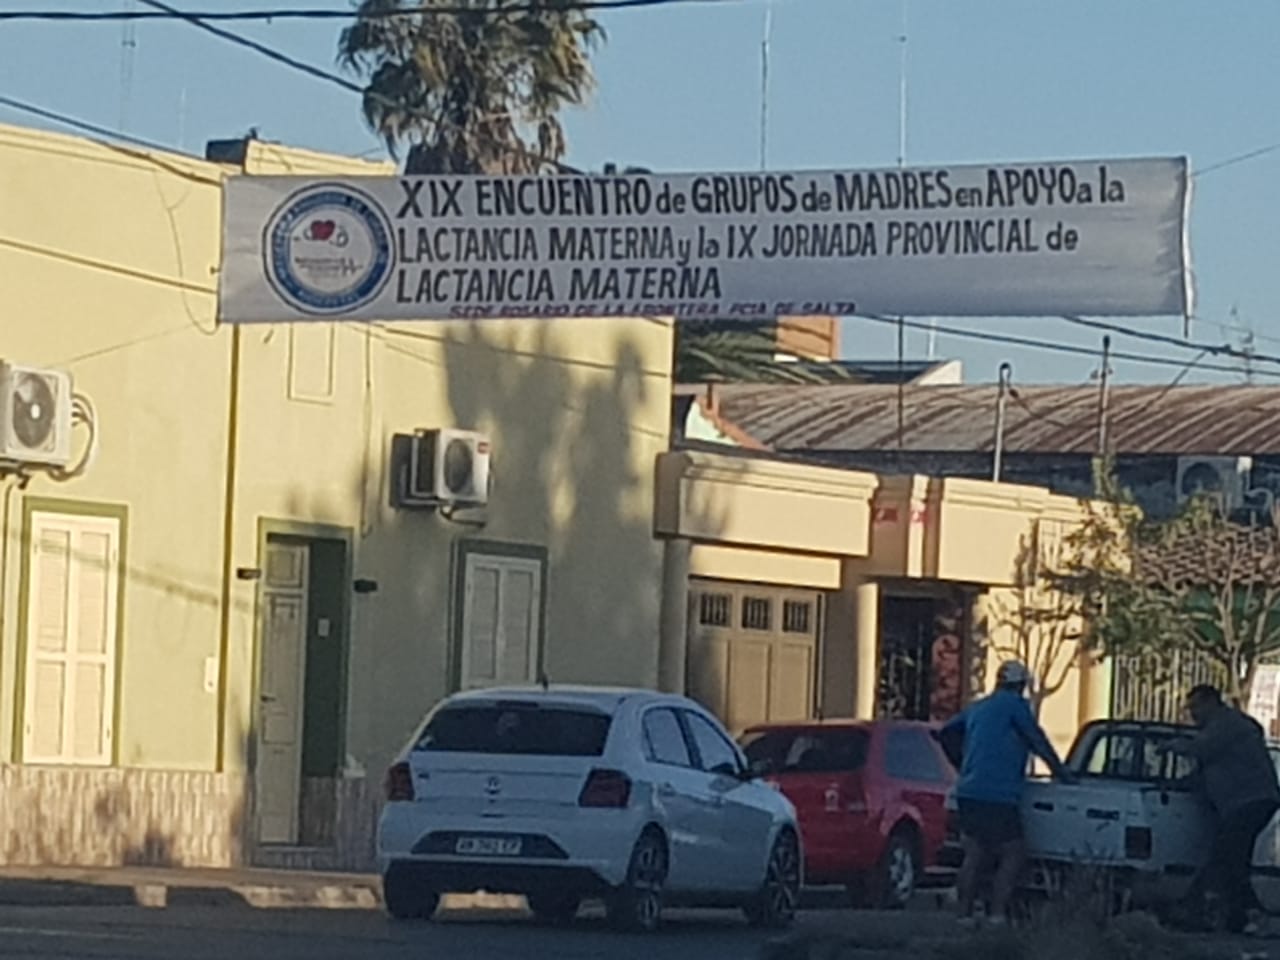 XIX ENCUENTRO de GRUPOS de MADRES en APOYO a la
LACTANCIA MATERNA y la IX JORNADA PROVINCIAL de
LACTANCIA MATERNA
SEDE ROSARIO DE LA FRONTERA PCIA DE SALTA